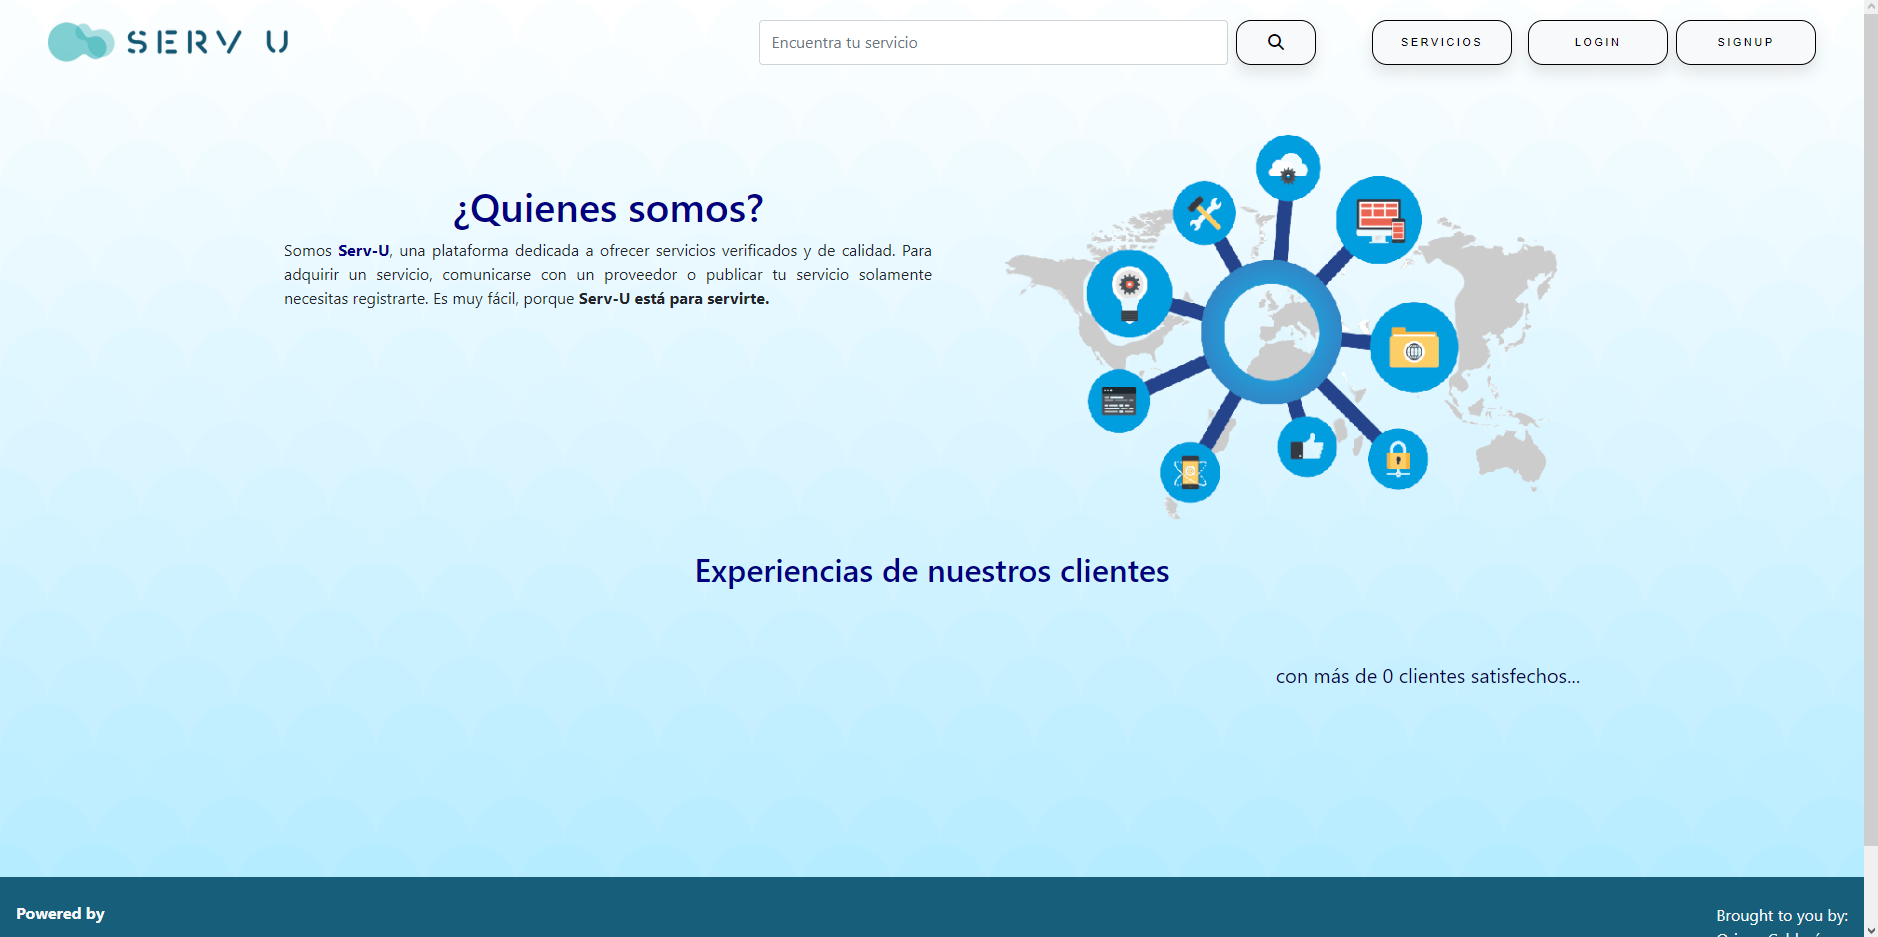 SERV U
Encuentra tu servicio
SERVICIOS
LOGIN
SIGNUP
¿Quienes somos?
Somos Serv-U, una plataforma dedicada a ofrecer servicios verificados y de calidad. Para
adquirir un servicio, comunicarse con un proveedor o publicar tu servicio solamente
necesitas registrarte. Es muy fácil, porque Serv-U está para servirte.
Experiencias de nuestros clientes
con más de 0 clientes satisfechos...
Powered by
Brought to you by: